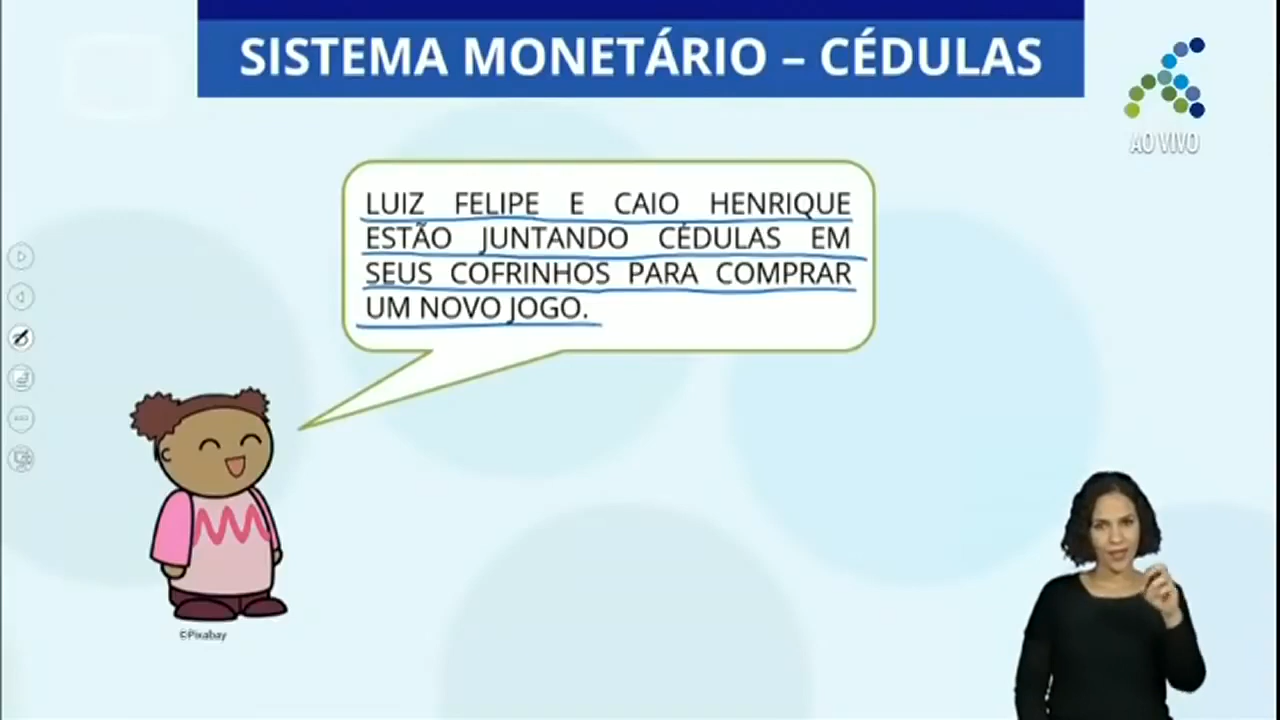 SISTEMA MONETÁRIO – CÉDULAS
AO VIVO
LUIZ FELIPE E CAIO HENRIQUE
ESTÃO JUNTANDO CÉDULAS EM
SEUS COFRINHOS PARA COMPRAR
UM NOVO JOGO.
©Pixabay